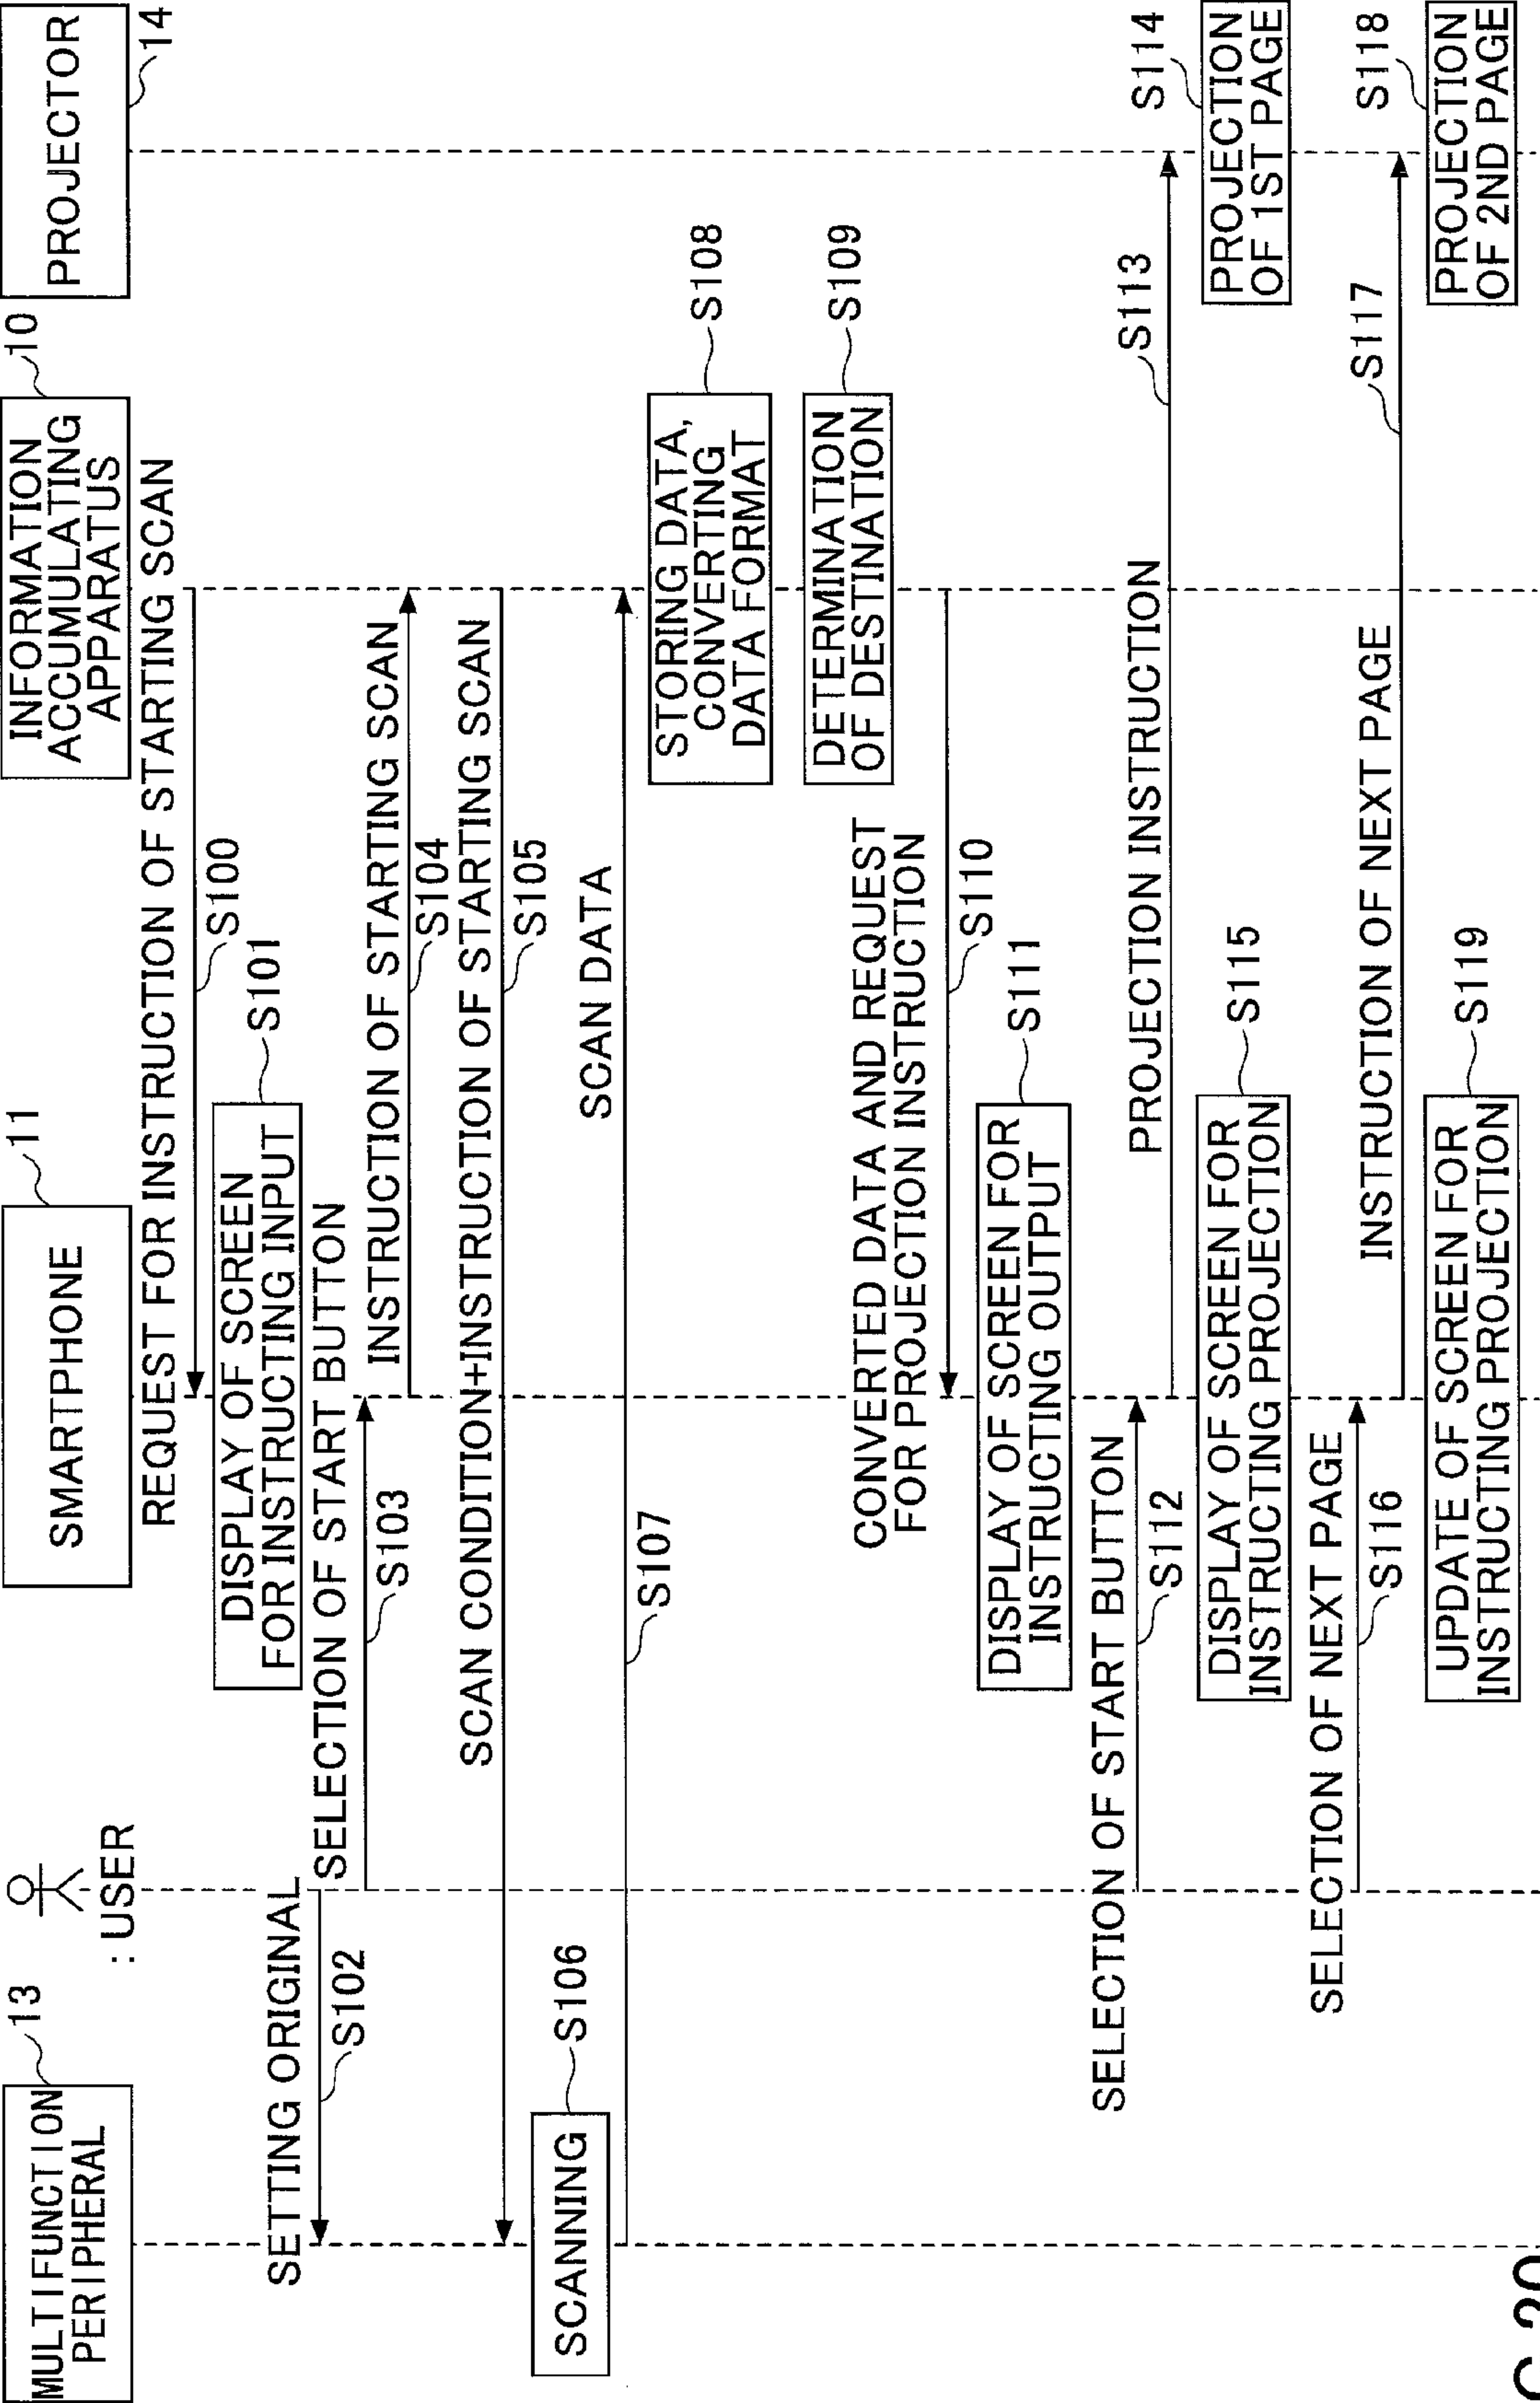 MULTIFUNCTION
PERIPHERAL
13
: USER
SMARTPHONE
11
INFORMATION
ACCUMULATING
APPARATUS
10
PROJECTOR
14
REQUEST FOR INSTRUCTION OF STARTING SCAN
S100
DISPLAY OF SCREEN
FOR INSTRUCTING INPUT
S101
SETTING ORIGINAL
S102
SELECTION OF START BUTTON
S103
INSTRUCTION OF STARTING SCAN
S104
SCAN CONDITION+INSTRUCTION OF STARTING SCAN
S105
SCANNING
S106
SCAN DATA
S107
STORING DATA,
CONVERTING
DATA FORMAT
S108
DETERMINATION
OF DESTINATION
S109
CONVERTED DATA AND REQUEST
FOR PROJECTION INSTRUCTION
S110
DISPLAY OF SCREEN FOR
INSTRUCTING OUTPUT
S111
SELECTION OF START BUTTON
S112
PROJECTION INSTRUCTION
S113
PROJECTION
OF 1ST PAGE
S114
DISPLAY OF SCREEN FOR
INSTRUCTING PROJECTION
S115
SELECTION OF NEXT PAGE
S116
INSTRUCTION OF NEXT PAGE
S117
PROJECTION
OF 2ND PAGE
S118
UPDATE OF SCREEN FOR
INSTRUCTING PROJECTION
S119